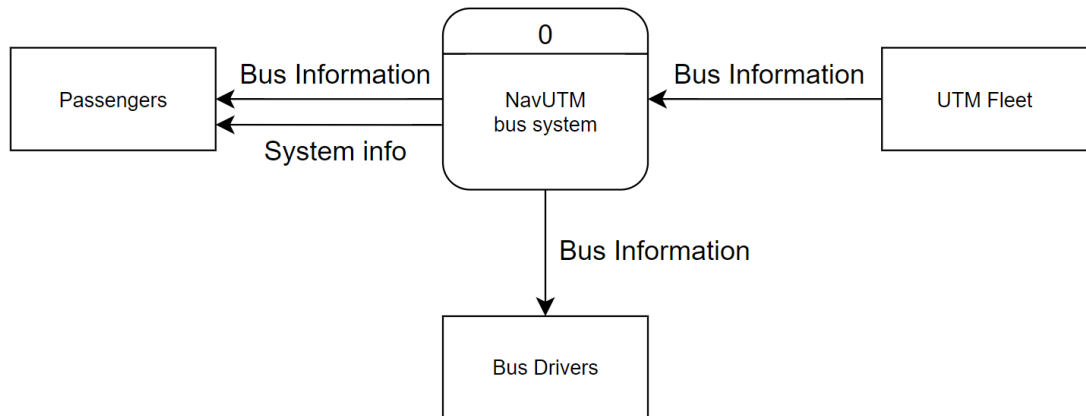 0
Passengers
Bus Information
System info
NavUTM
bus system
Bus Information
UTM Fleet
Bus Information
Bus Drivers